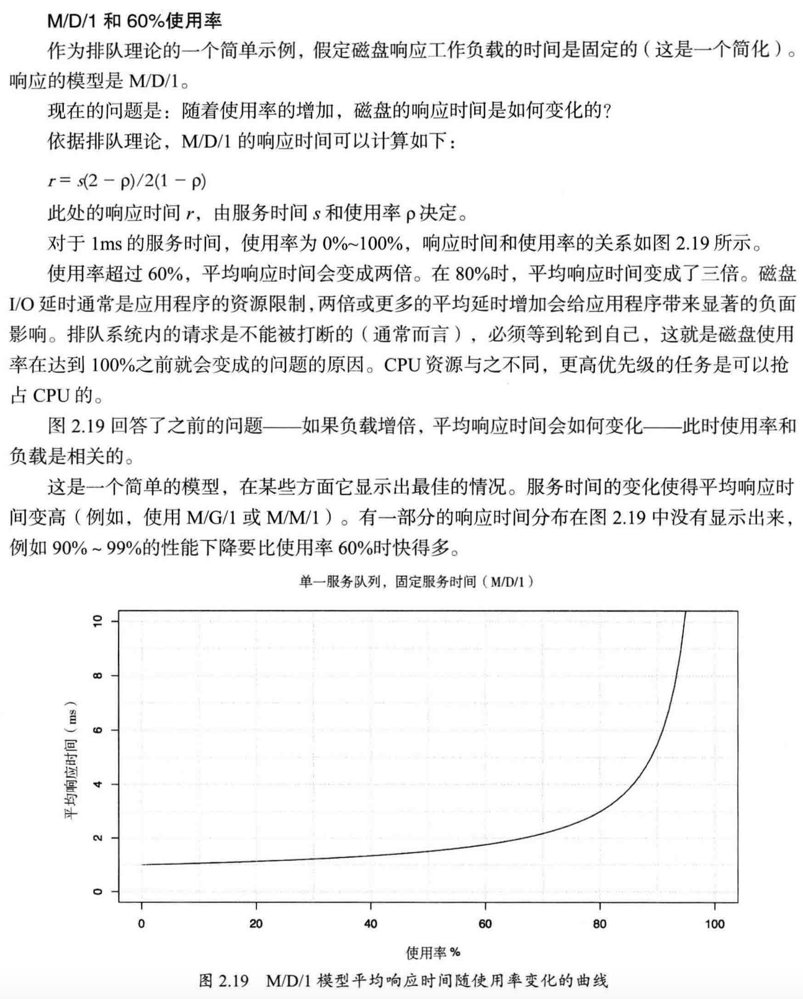 M/D/1 和 60%使用率
作为排队理论的一个简单示例，假定磁盘响应工作负载的时间是固定的（这是一个简化）。
响应的模型是 M/D/1。
现在的问题是：随着使用率的增加，磁盘的响应时间是如何变化的？
依据排队理论，M/D/1 的响应时间可以计算如下：
r = s(2 − ρ)/2(1 − ρ)
此处的响应时间 r，由服务时间 s 和使用率 ρ 决定。
对于 1ms 的服务时间，使用率为 0%~100%，响应时间和使用率的关系如图 2.19 所示。
使用率超过 60%，平均响应时间会变成两倍。在 80%时，平均响应时间变成了三倍。磁盘
I/O 延时通常是应用程序的资源限制，两倍或更多的平均延时增加会给应用程序带来显著的负面
影响。排队系统内的请求是不能被打断的（通常而言），必须等到轮到自己，这就是磁盘使用
率在达到 100%之前就会变成的问题的原因。CPU 资源与之不同，更高优先级的任务是可以抢
占 CPU 的。
图 2.19 回答了之前的问题——如果负载增倍，平均响应时间会如何变化——此时使用率和
负载是相关的。
这是一个简单的模型，在某些方面它显示出最佳的情况。服务时间的变化使得平均响应时
间变高（例如，使用 M/G/1 或 M/M/1）。有一部分的响应时间分布在图 2.19 中没有显示出来，
例如 90% ~ 99%的性能下降要比使用率 60%时快得多。
单一服务队列，固定服务时间（M/D/1）
10
8
6
4
2
0
平均响应时间（ms）
0 20 40 60 80 100
使用率 %
图 2.19 M/D/1 模型平均响应时间随使用率变化的曲线